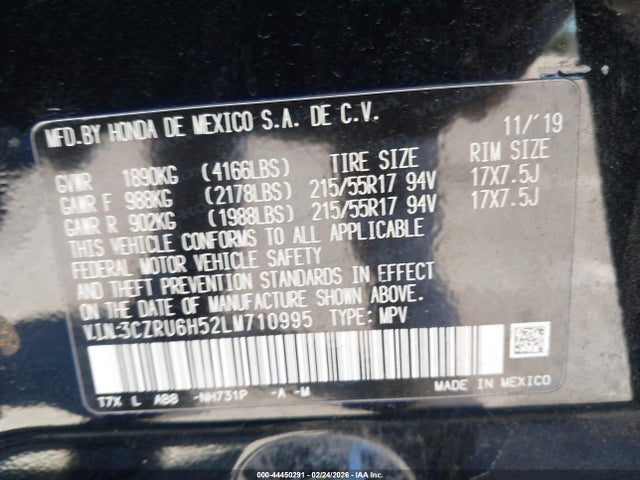 MFD.BY HONDA DE MEXICO S.A. DE C.V. 11/'19
GVWR 1890KG (4166LBS) TIRE SIZE RIM SIZE
GAWR F 988KG (2178LBS) 215/55R17 94V 17X7.5J
GAWR R 902KG (1988LBS) 215/55R17 94V 17X7.5J
THIS VEHICLE CONFORMS TO ALL APPLICABLE
FEDERAL MOTOR VEHICLE SAFETY
AND THEFT PREVENTION STANDARDS IN EFFECT
ON THE DATE OF MANUFACTURE SHOWN ABOVE.
V.I.N:3CZRU6H52LM710995 TYPE: MPV
MADE IN MEXICO
T7X L ABB -NH731P -A -M
000-44450291 - 02/24/2026 - IAA Inc.